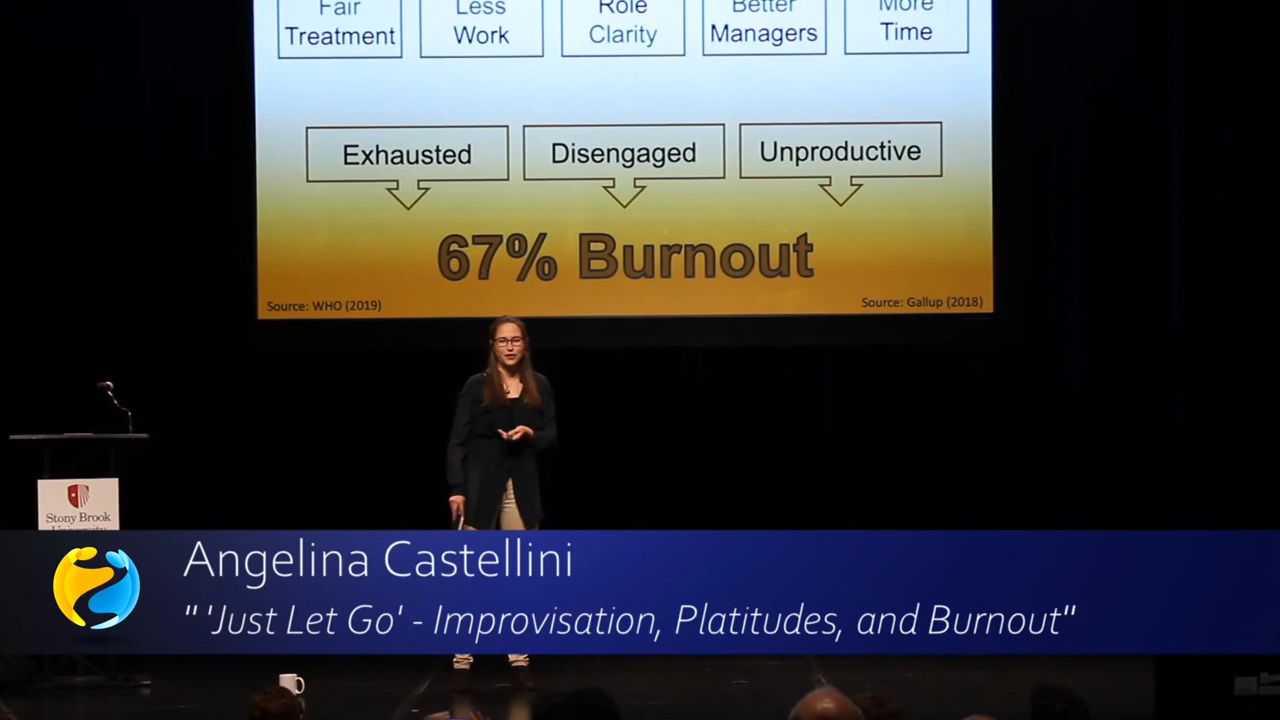 Fair Less Role Better More
Treatment Work Clarity Managers Time
Exhausted Disengaged Unproductive
67% Burnout
Source: WHO (2019) Source: Gallup (2018)
Stony Brook
University
Angelina Castellini
" 'Just Let Go' - Improvisation, Platitudes, and Burnout"